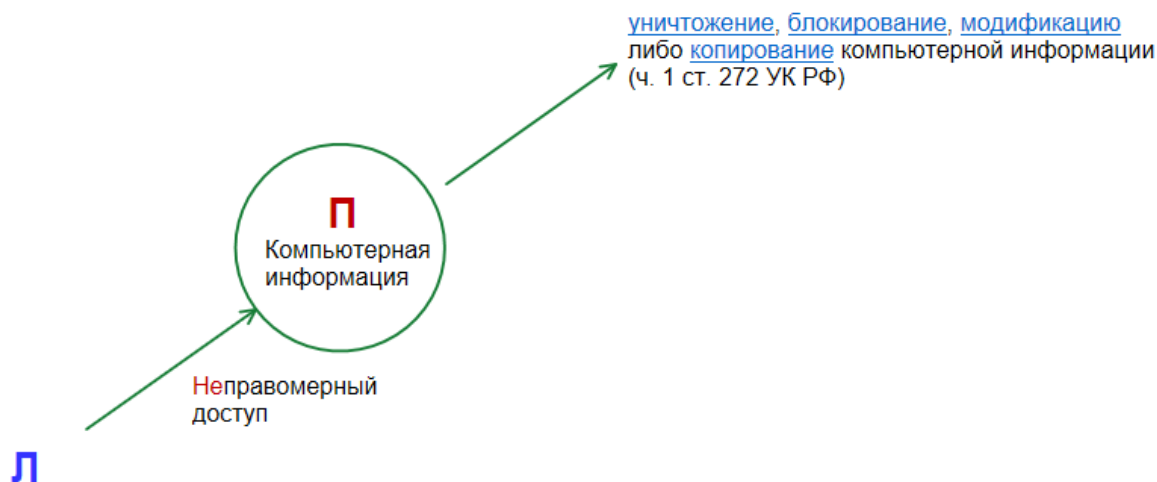 уничтожение, блокирование, модификацию
либо копирование компьютерной информации
(ч. 1 ст. 272 УК РФ)
П
Компьютерная
информация
Неправомерный
доступ
Л